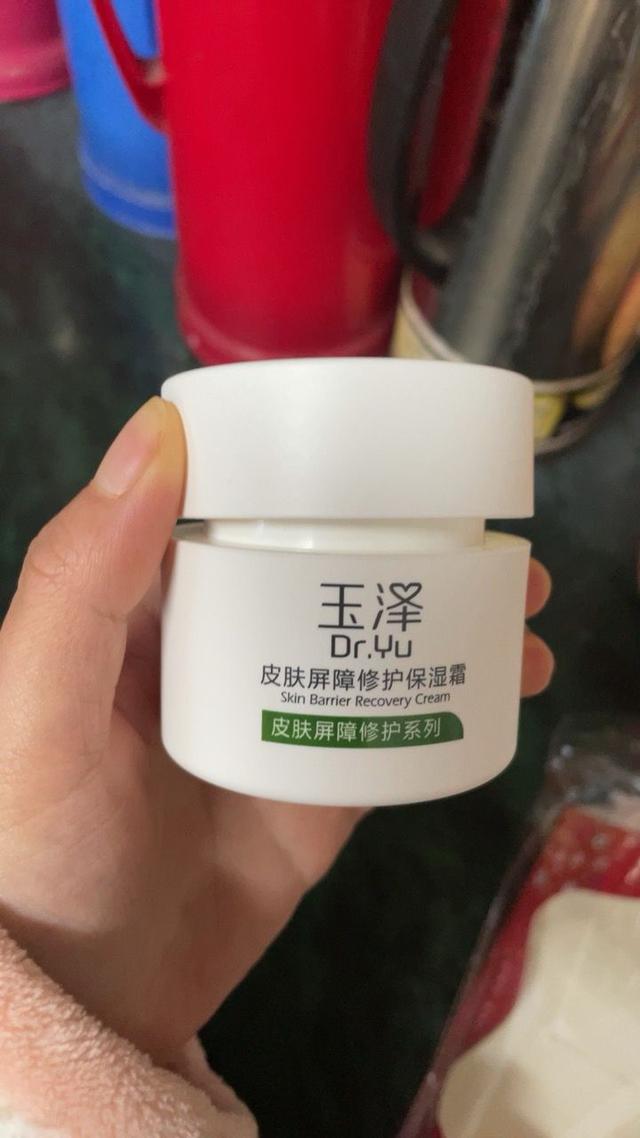 玉泽
Dr.Yu
皮肤屏障修护保湿霜
Skin Barrier Recovery Cream
皮肤屏障修护系列